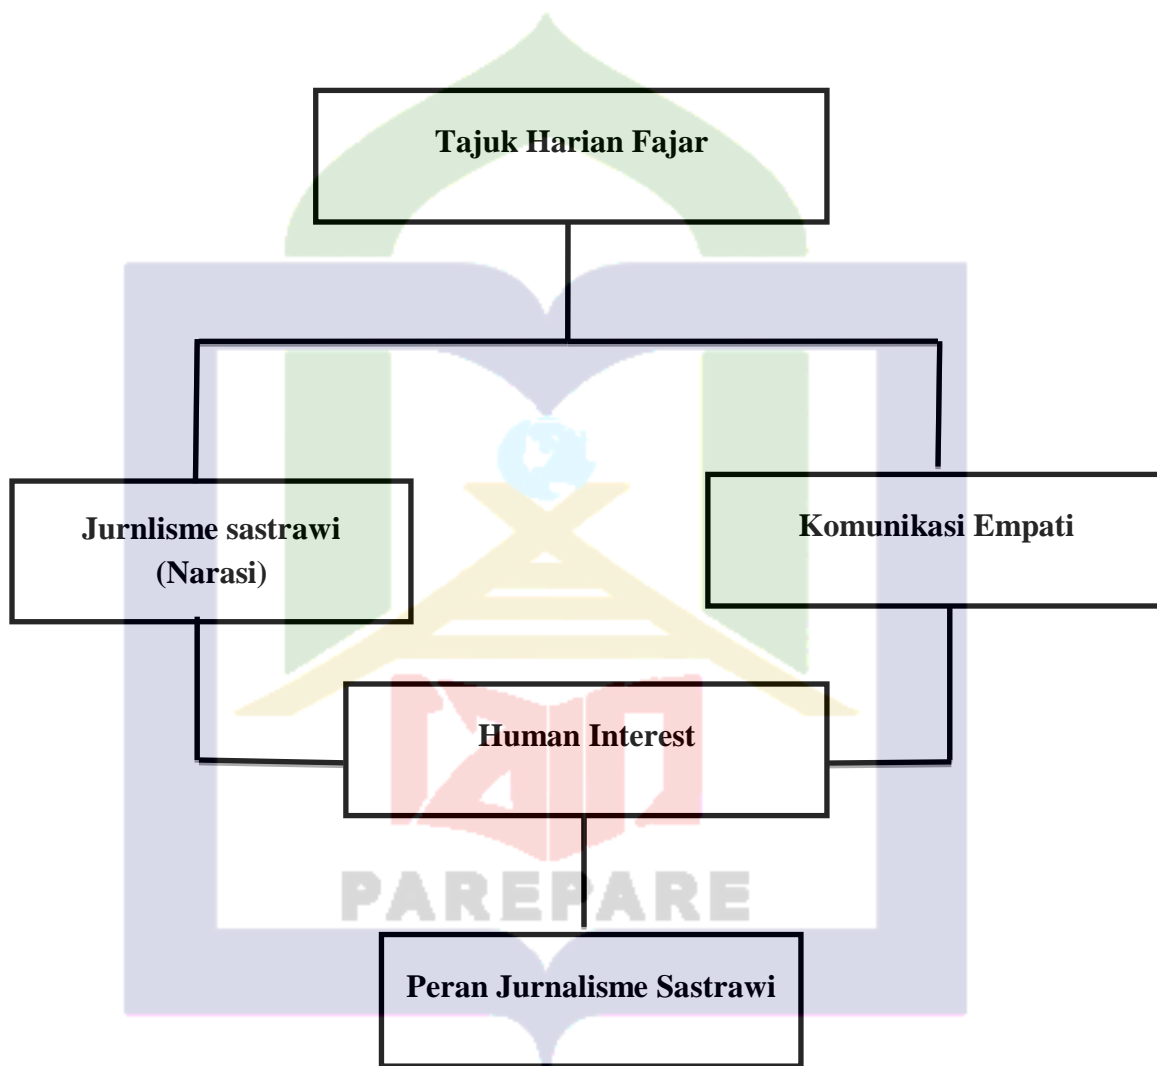 Tajuk Harian Fajar
Jurnlisme sastrawi
(Narasi)
Komunikasi Empati
Human Interest
PAREPARE
Peran Jurnalisme Sastrawi